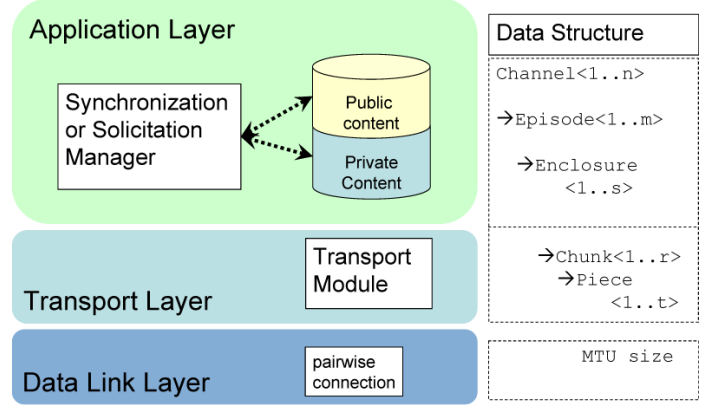 Application Layer
Synchronization
or Solicitation
Manager
Public
content
Private
Content
Transport Layer
Transport
Module
Data Link Layer
pairwise
connection
Data Structure
Channel<1..n>
→Episode<1..m>
→Enclosure
<1..s>
→Chunk<1..r>
→Piece
<1..t>
MTU size